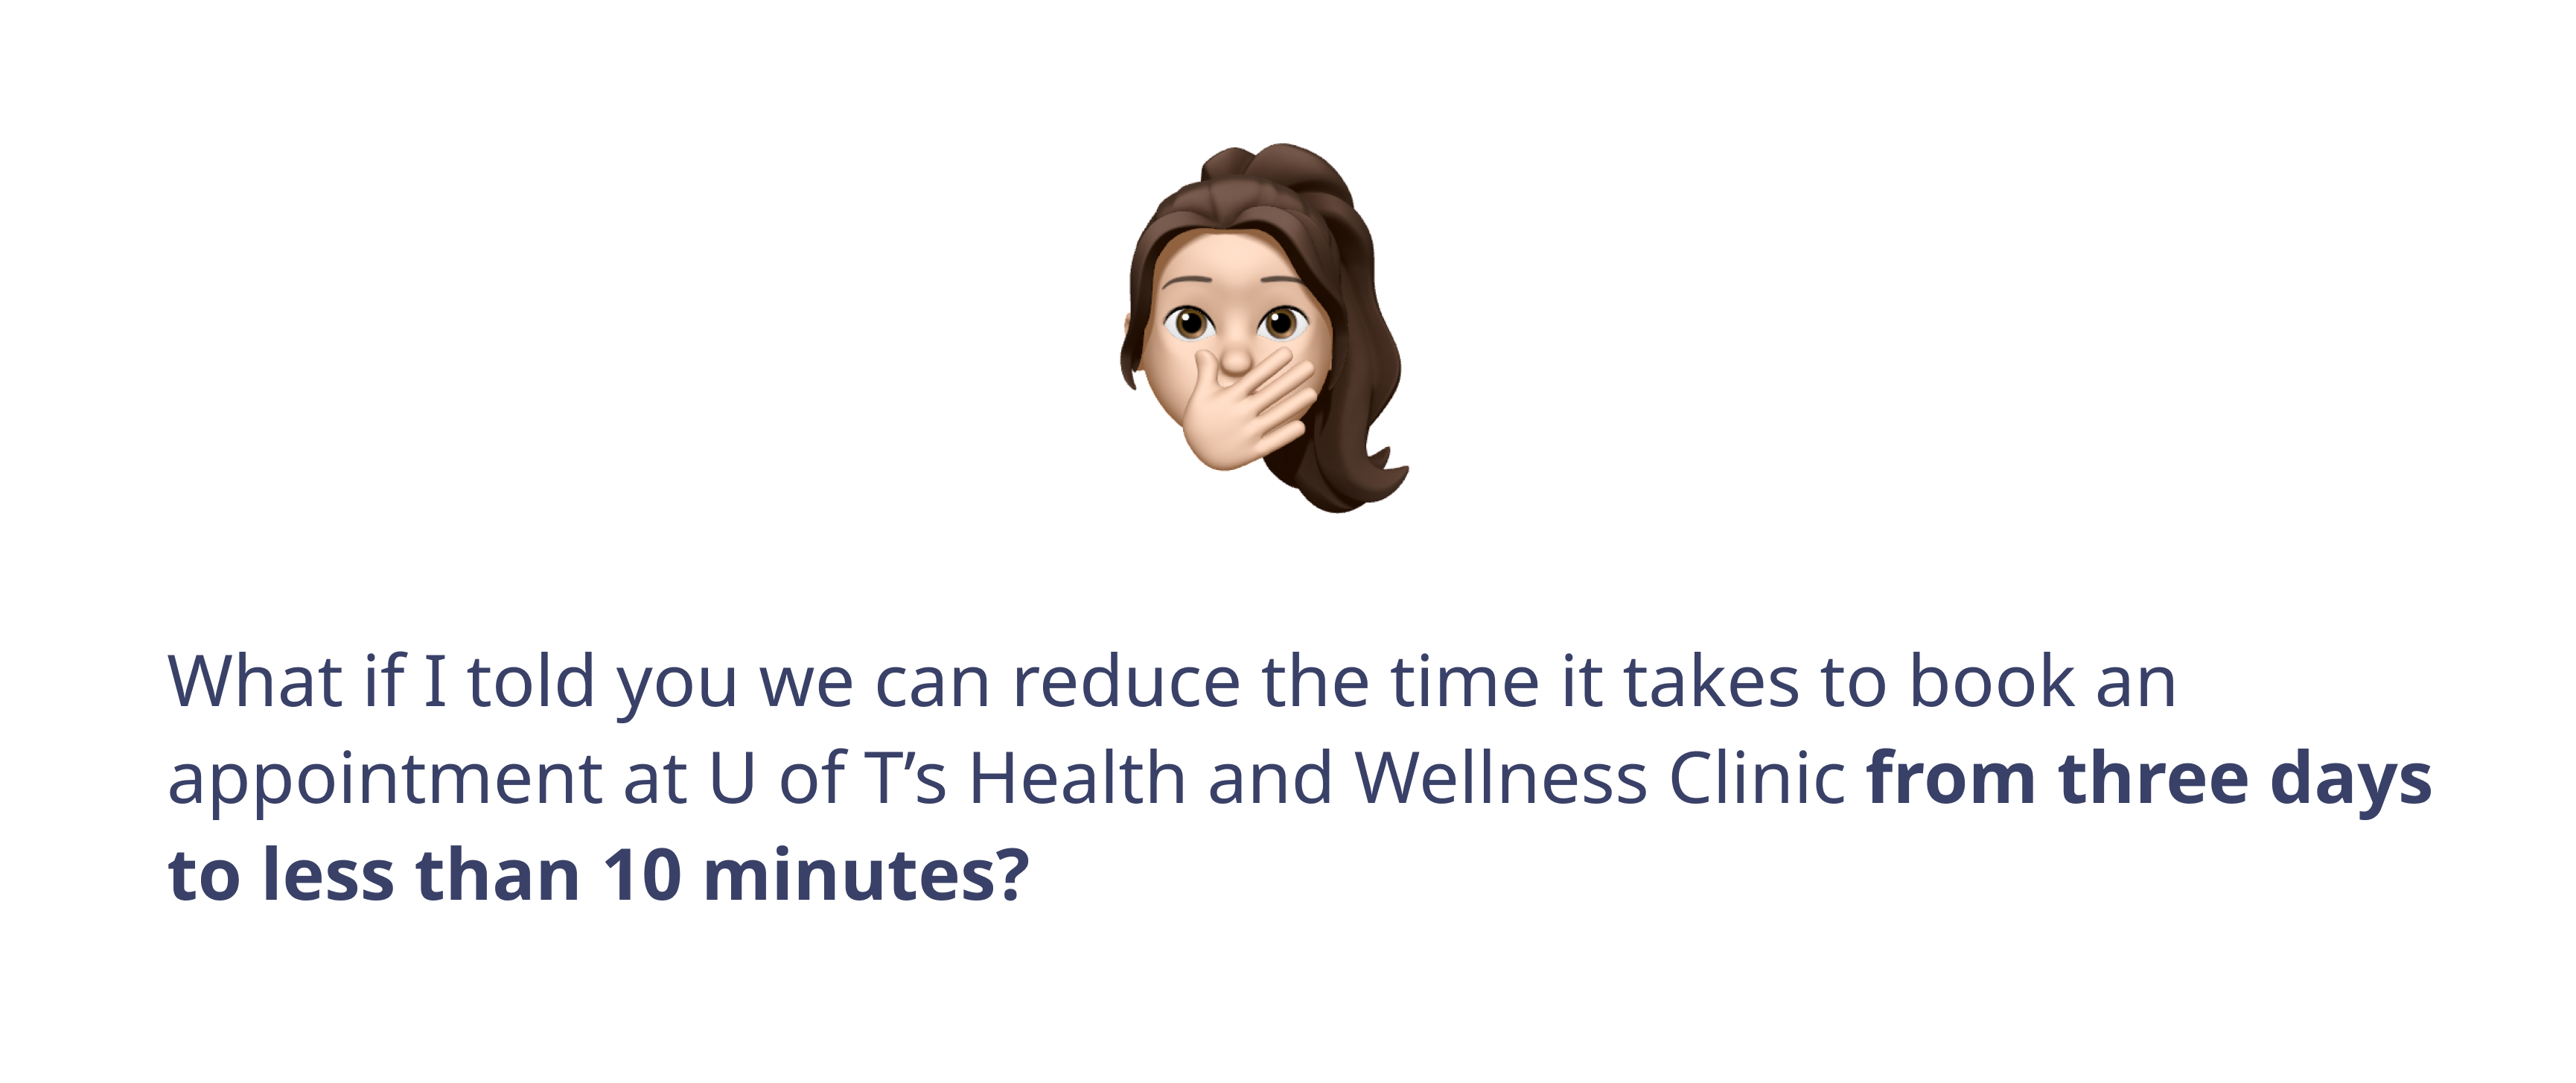 What if I told you we can reduce the time it takes to book an
appointment at U of T’s Health and Wellness Clinic from three days
to less than 10 minutes?